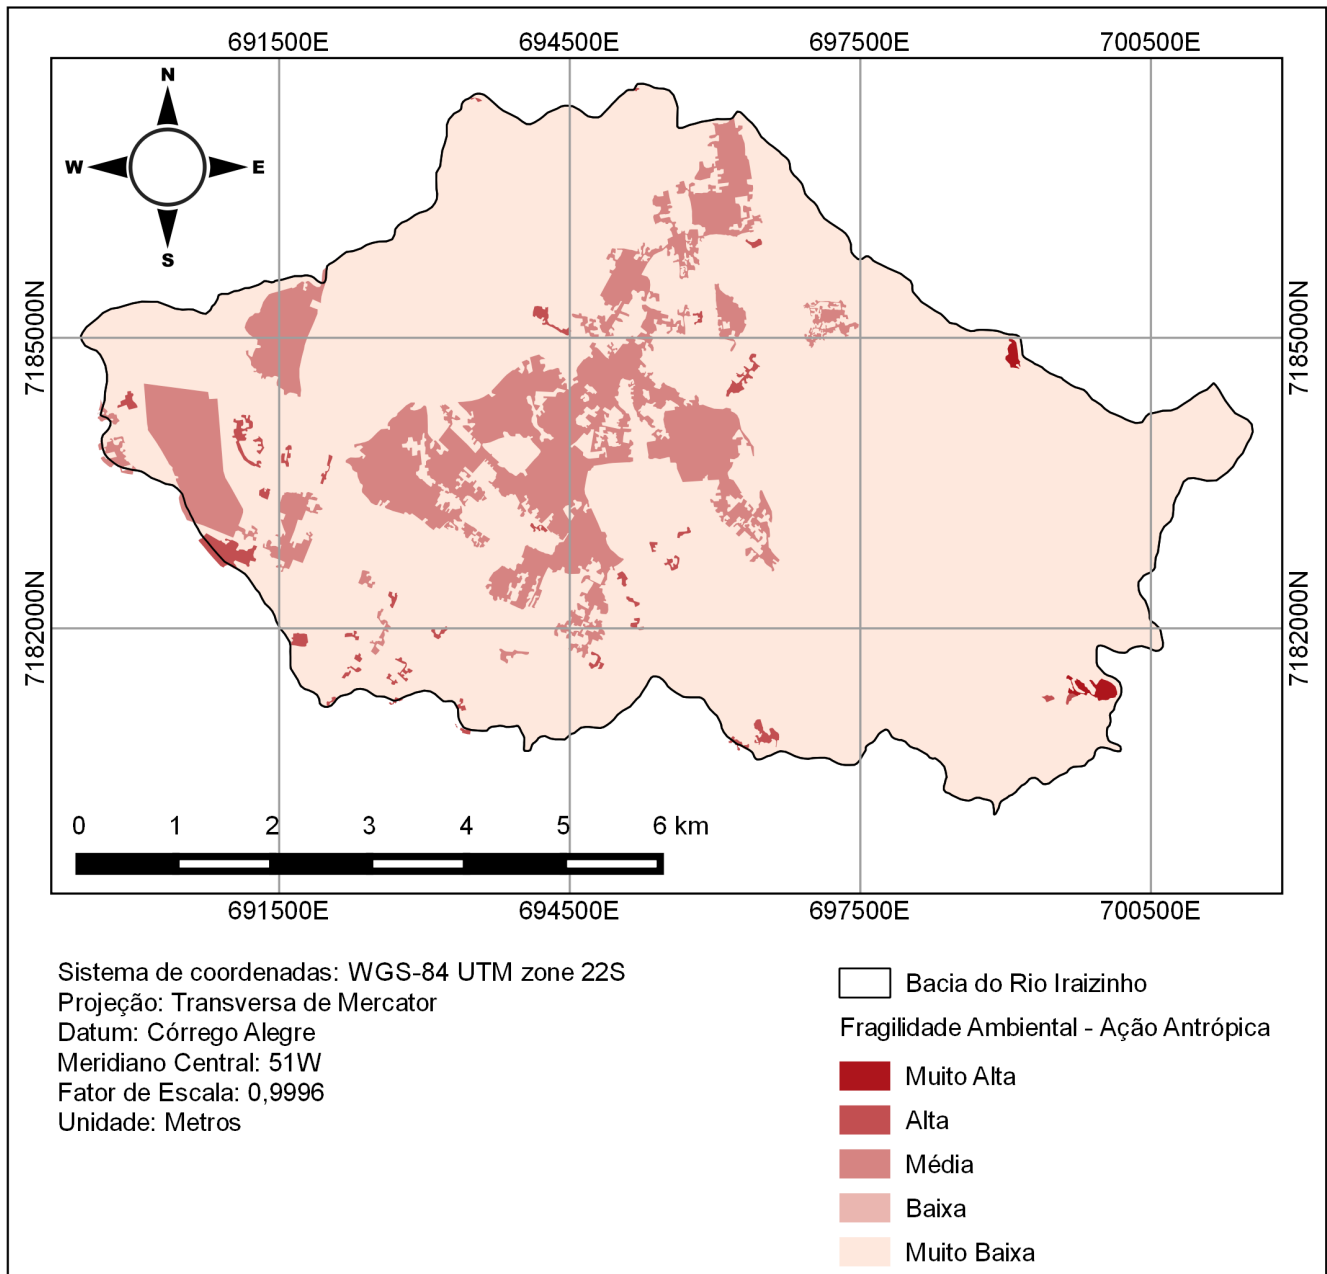 691500E 694500E 697500E 700500E
N
W E
S
7185000N 7185000N
7182000N 7182000N
0 1 2 3 4 5 6 km
691500E 694500E 697500E 700500E
Sistema de coordenadas: WGS-84 UTM zone 22S
Projeção: Transversa de Mercator
Datum: Córrego Alegre
Meridiano Central: 51W
Fator de Escala: 0,9996
Unidade: Metros
Bacia do Rio Iraizinho
Fragilidade Ambiental - Ação Antrópica
Muito Alta
Alta
Média
Baixa
Muito Baixa